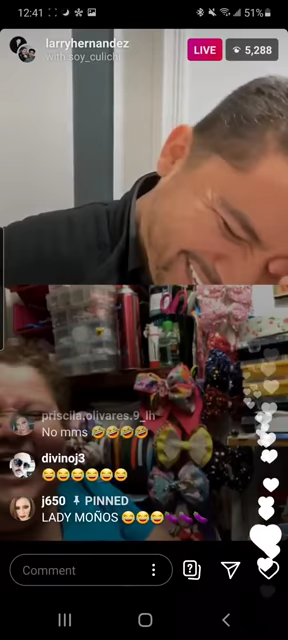 12:41
51%
larryhernandez
with soy_culichi
LIVE
5,288
priscila.olivares.9_lh
No mms 🤣🤣🤣🤣
divinoj3
😂😂😂😂😂😂
j650 PINNED
LADY MOÑOS 😂😂😂🍆🍆🍆
Comment